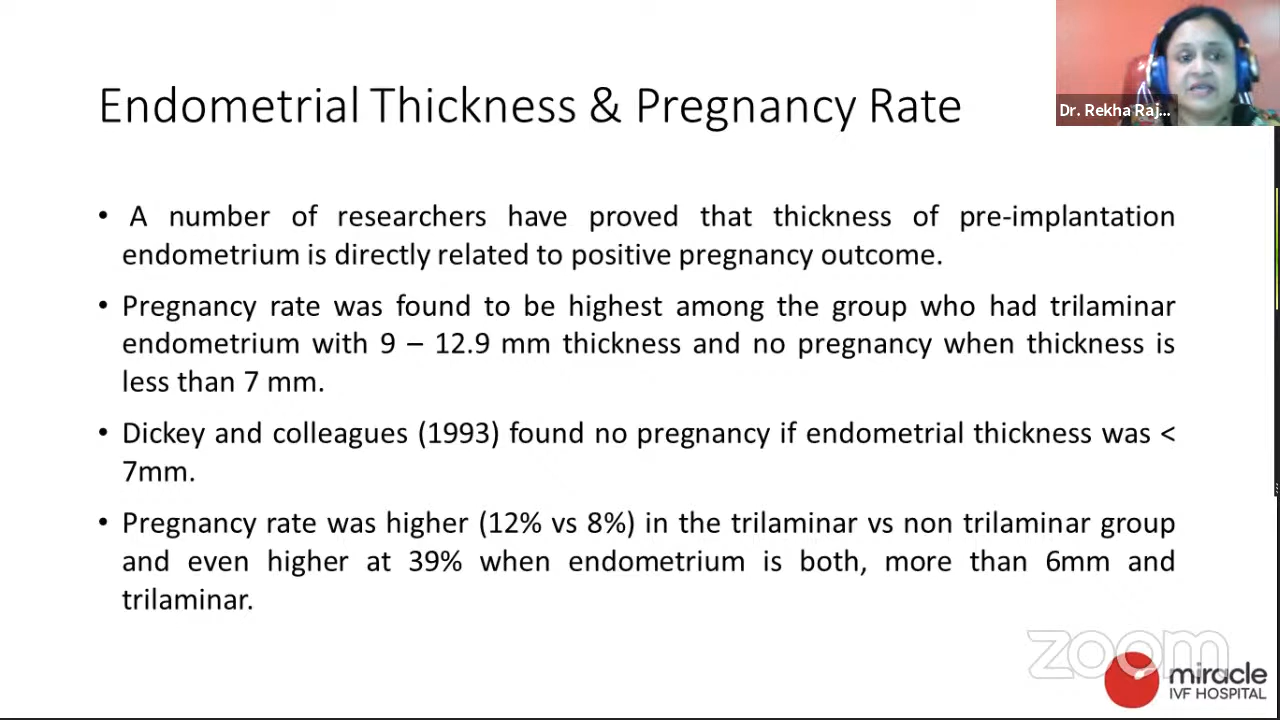 Endometrial Thickness & Pregnancy Rate
Dr. Rekha Raj...
• A number of researchers have proved that thickness of pre-implantation
endometrium is directly related to positive pregnancy outcome.
• Pregnancy rate was found to be highest among the group who had trilaminar
endometrium with 9 – 12.9 mm thickness and no pregnancy when thickness is
less than 7 mm.
• Dickey and colleagues (1993) found no pregnancy if endometrial thickness was <
7mm.
• Pregnancy rate was higher (12% vs 8%) in the trilaminar vs non trilaminar group
and even higher at 39% when endometrium is both, more than 6mm and
trilaminar.
zoom
miracle
IVF HOSPITAL